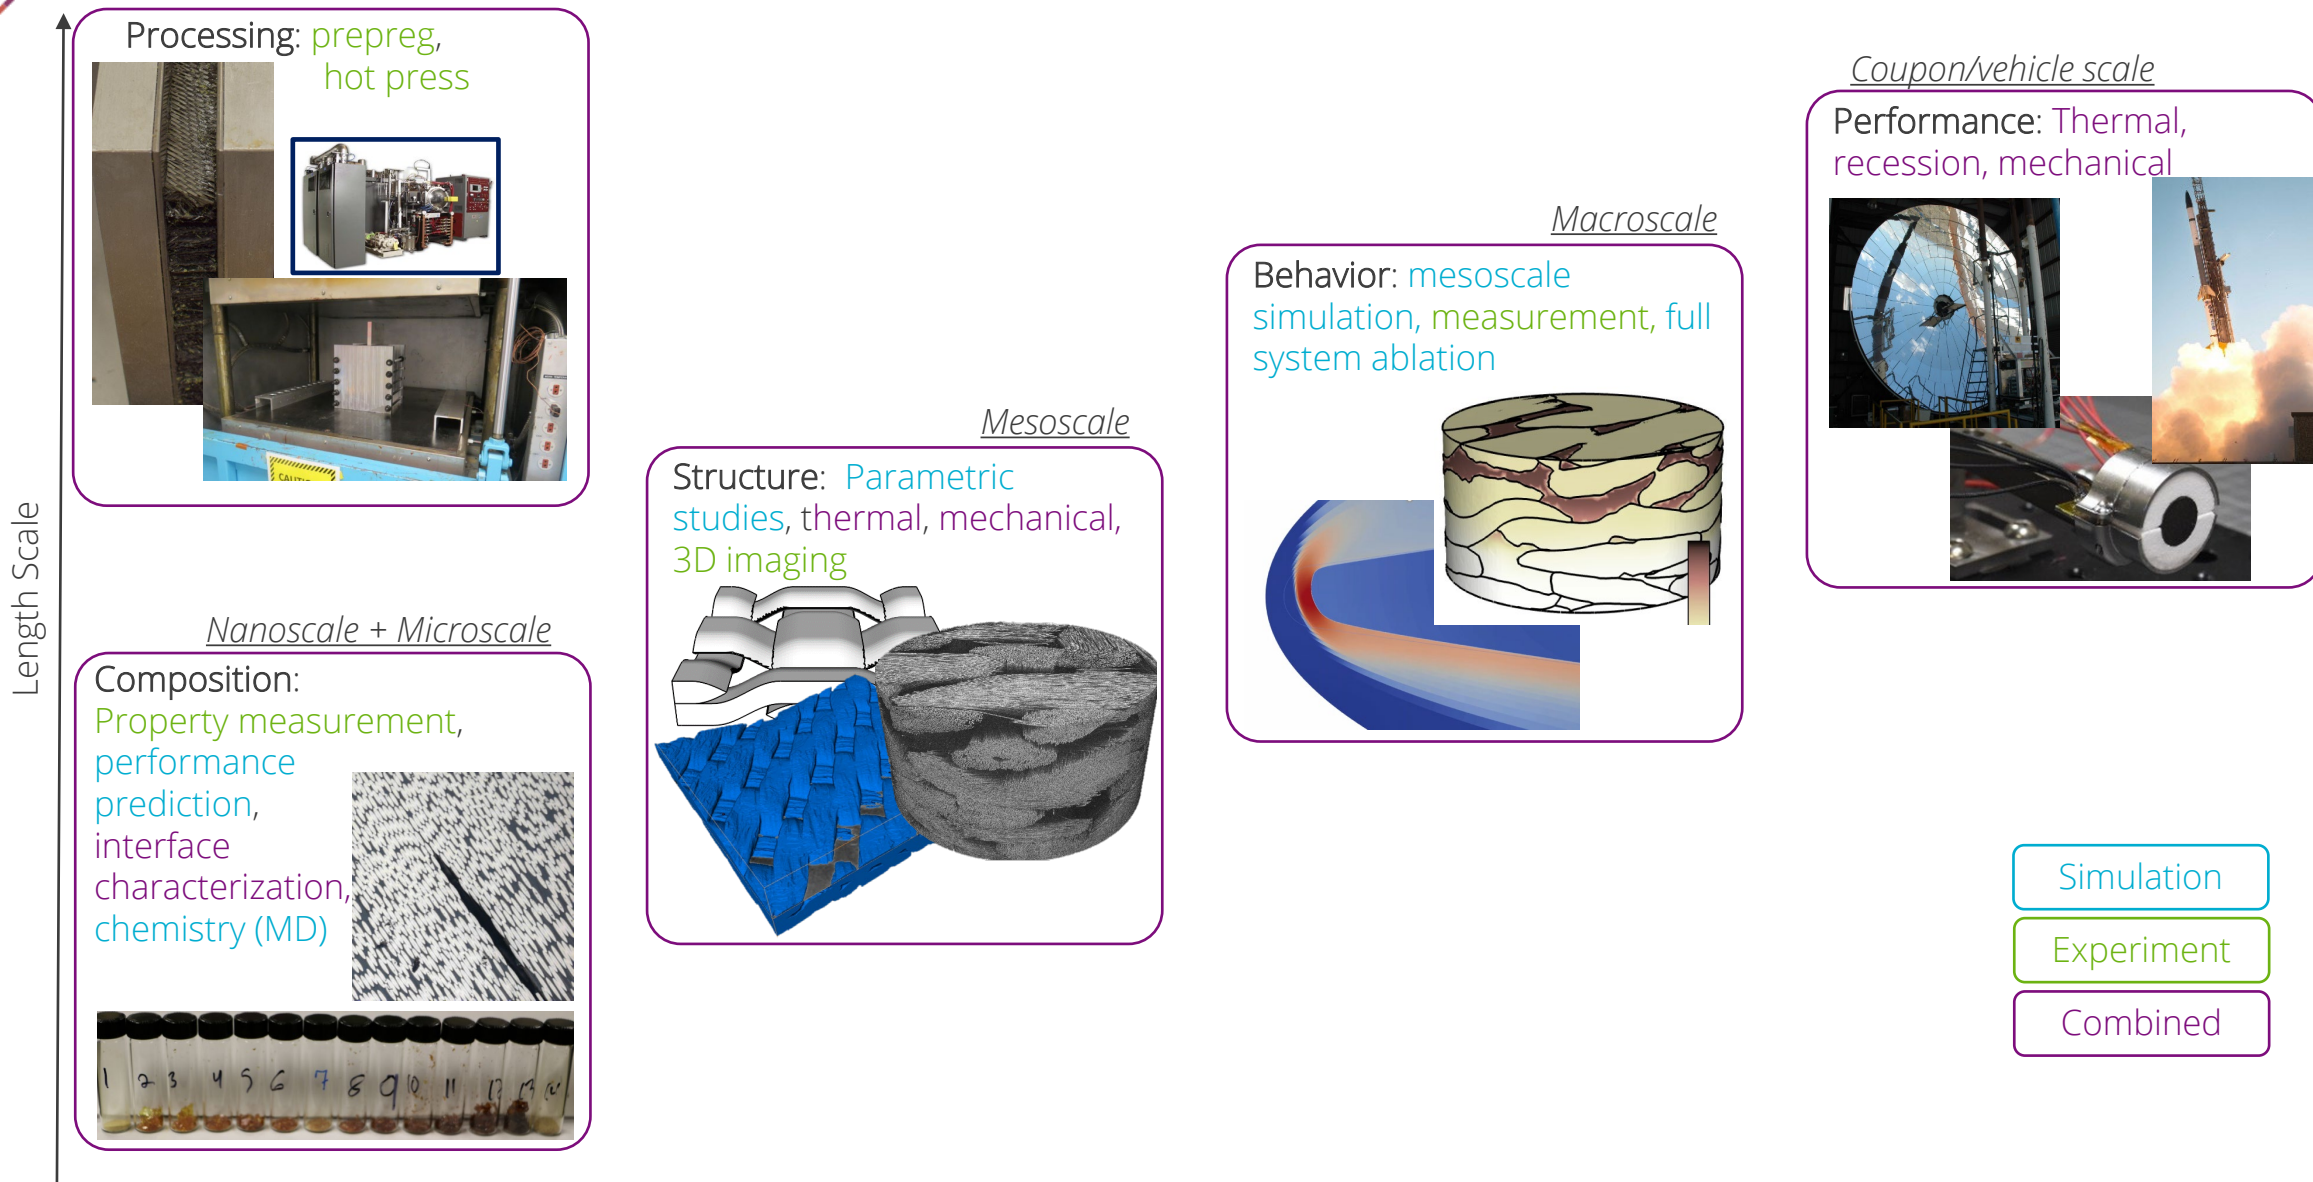 Length Scale
Processing: prepreg,
hot press
CAUTIO
Nanoscale + Microscale
Composition:
Property measurement,
performance
prediction,
interface
characterization,
chemistry (MD)
1 2 3 4 5 6 7 8 9 10 11 12 13
Mesoscale
Structure: Parametric
studies, thermal, mechanical,
3D imaging
Macroscale
Behavior: mesoscale
simulation, measurement, full
system ablation
Coupon/vehicle scale
Performance: Thermal,
recession, mechanical
Simulation
Experiment
Combined